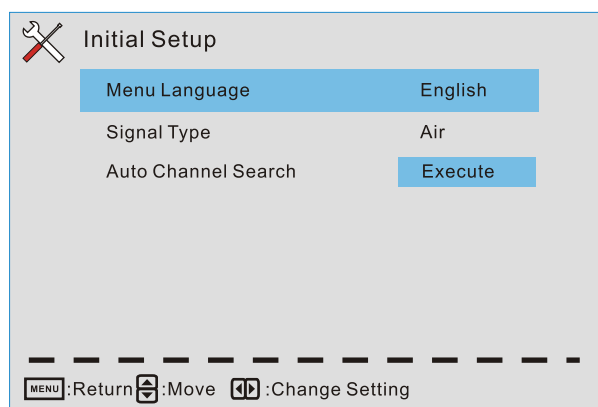 Initial Setup
Menu Language English
Signal Type Air
Auto Channel Search Execute
MENU :Return :Move :Change Setting